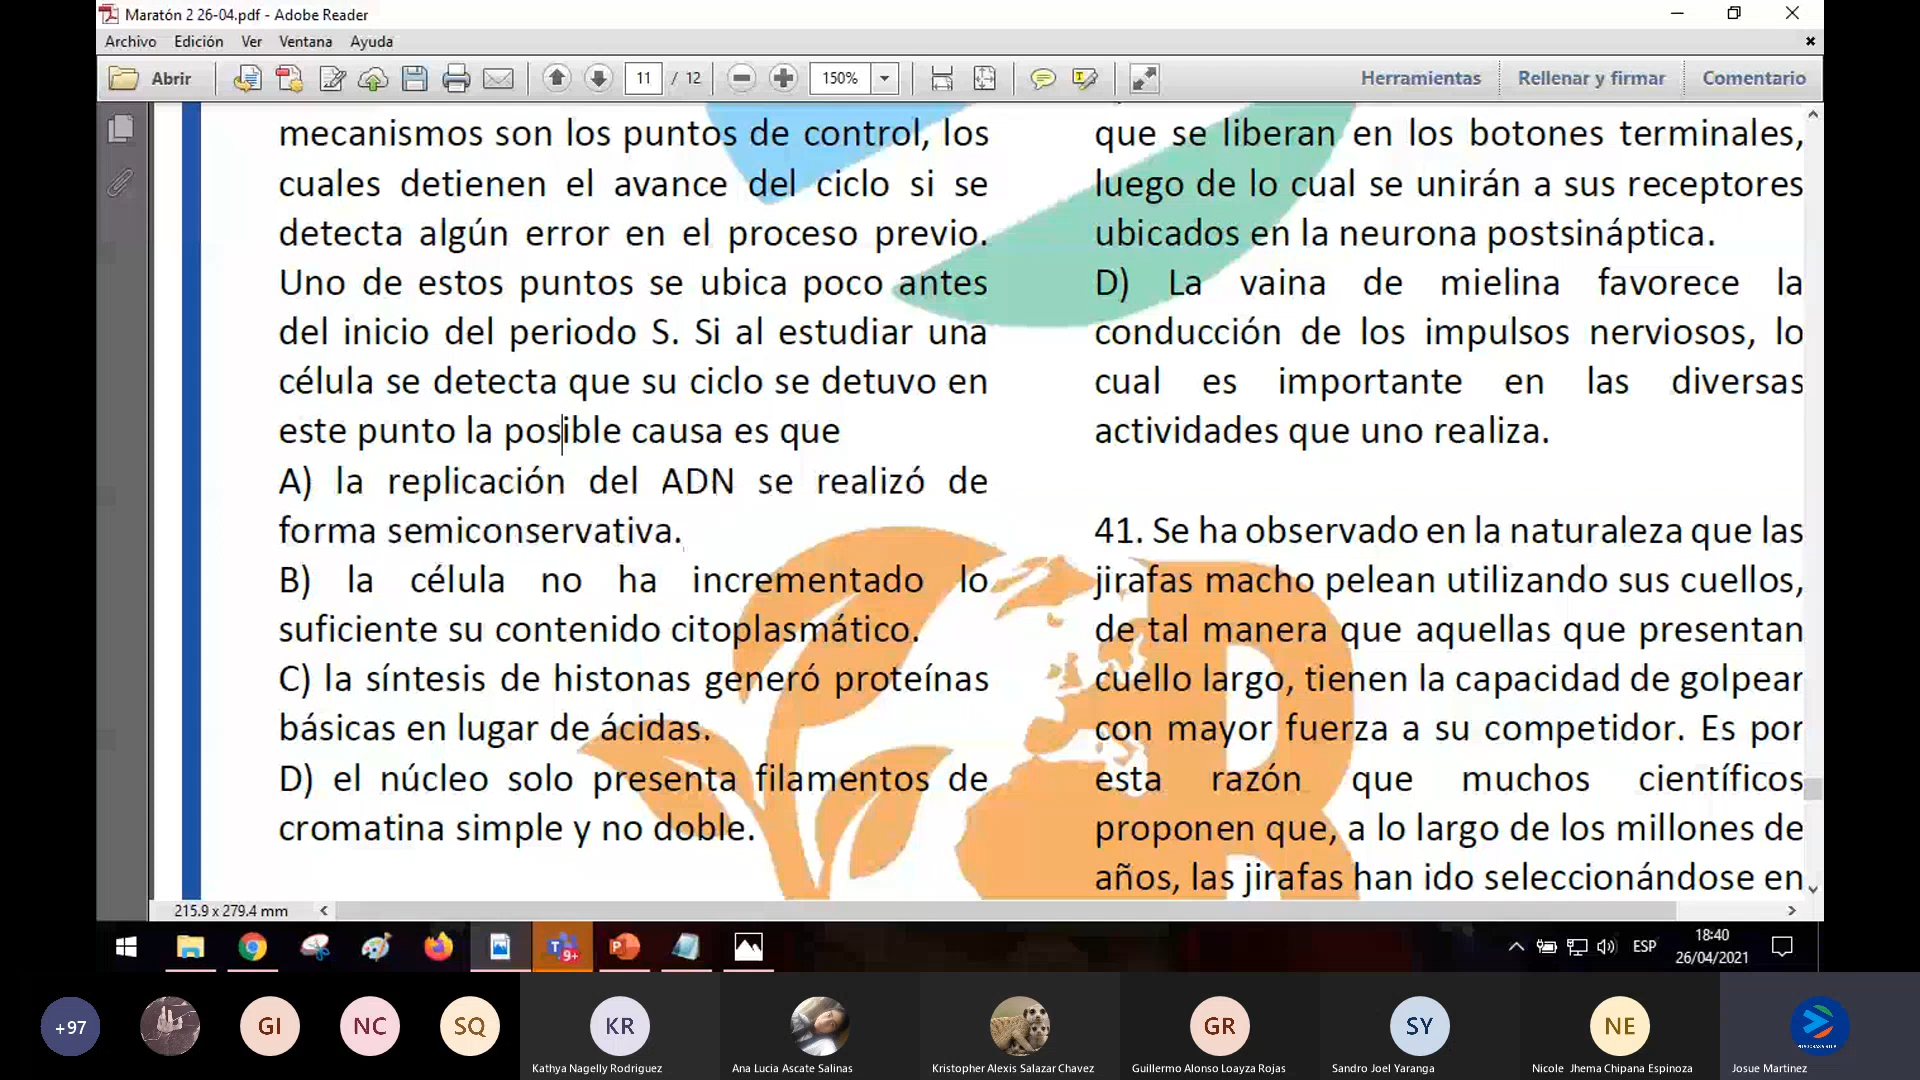 Maratón 2 26-04.pdf - Adobe Reader
Archivo Edición Ver Ventana Ayuda
Abrir 11 / 12 150% Herramientas Rellenar y firmar Comentario
mecanismos son los puntos de control, los
cuales detienen el avance del ciclo si se
detecta algún error en el proceso previo.
Uno de estos puntos se ubica poco antes
del inicio del periodo S. Si al estudiar una
célula se detecta que su ciclo se detuvo en
este punto la posible causa es que
A) la replicación del ADN se realizó de
forma semiconservativa.
B) la célula no ha incrementado lo
suficiente su contenido citoplasmático.
C) la síntesis de histonas generó proteínas
básicas en lugar de ácidas.
D) el núcleo solo presenta filamentos de
cromatina simple y no doble.
que se liberan en los botones terminales,
luego de lo cual se unirán a sus receptores
ubicados en la neurona postsináptica.
D) La vaina de mielina favorece la
conducción de los impulsos nerviosos, lo
cual es importante en las diversas
actividades que uno realiza.
41. Se ha observado en la naturaleza que las
jirafas macho pelean utilizando sus cuellos,
de tal manera que aquellas que presentan
cuello largo, tienen la capacidad de golpear
con mayor fuerza a su competidor. Es por
esta razón que muchos científicos
proponen que, a lo largo de los millones de
años, las jirafas han ido seleccionándose en
R
215.9 x 279.4 mm
9+
ESP
18:40
26/04/2021
+97 GI NC SQ KR GR SY NE
Kathya Nagelly Rodriguez Ana Lucia Ascate Salinas Kristopher Alexis Salazar Chavez Guillermo Alonso Loayza Rojas Sandro Joel Yaranga Nicole Jhema Chipana Espinoza Josue Martinez